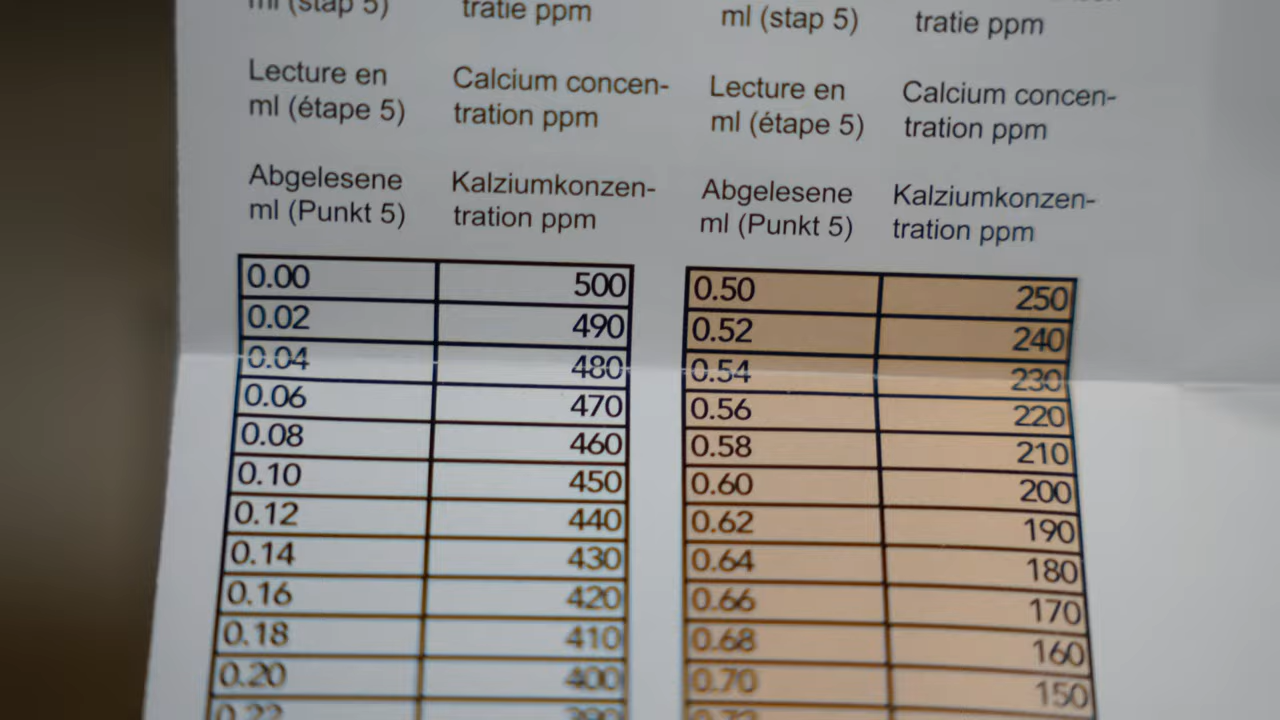 ml (stap 5) tratie ppm ml (stap 5) tratie ppm
Lecture en Calcium concen- Lecture en Calcium concen-
ml (étape 5) tration ppm ml (étape 5) tration ppm
Abgelesene Kalziumkonzen- Abgelesene Kalziumkonzen-
ml (Punkt 5) tration ppm ml (Punkt 5) tration ppm
0.00 500 0.50 250
0.02 490 0.52 240
0.04 480 0.54 230
0.06 470 0.56 220
0.08 460 0.58 210
0.10 450 0.60 200
0.12 440 0.62 190
0.14 430 0.64 180
0.16 420 0.66 170
0.18 410 0.68 160
0.20 400 0.70 150
0.22 390 0.72